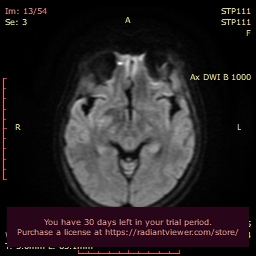 Im: 13/54
Se: 3
A
STP111
STP111
F
Ax DWI B 1000
R
L
You have 30 days left in your trial period.
Purchase a license at https://radiantviewer.com/store/